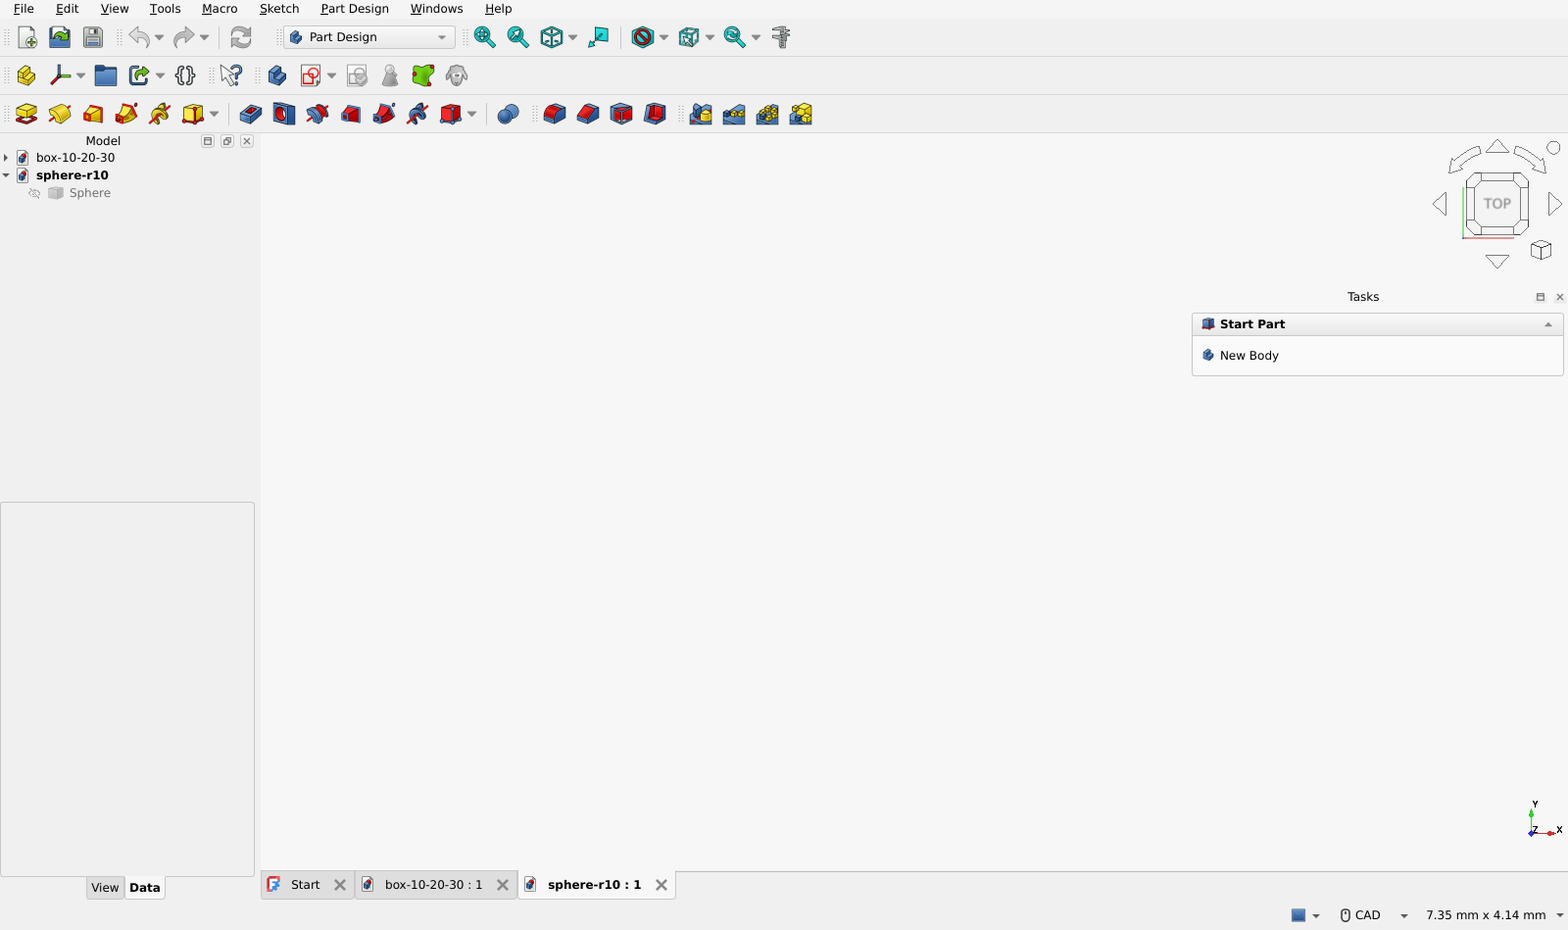 File Edit View Tools Macro Sketch Part Design Windows Help
Part Design
Model
box-10-20-30
sphere-r10
Sphere
TOP
Tasks
Start Part
New Body
Y
Z X
View Data
Start box-10-20-30 : 1 sphere-r10 : 1
CAD 7.35 mm x 4.14 mm